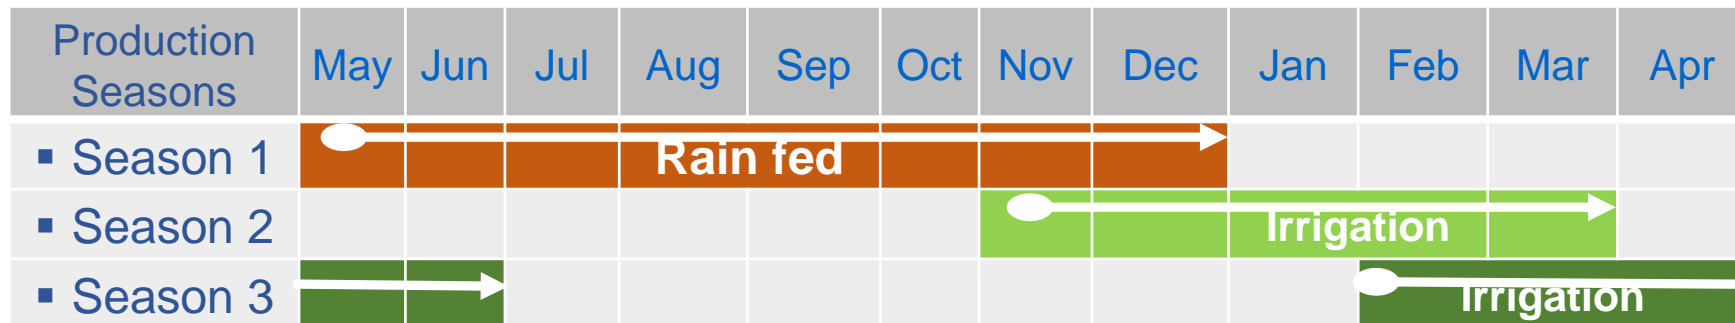 Production Seasons May Jun Jul Aug Sep Oct Nov Dec Jan Feb Mar Apr
▪ Season 1 Rain fed
▪ Season 2 Irrigation
▪ Season 3 Irrigation